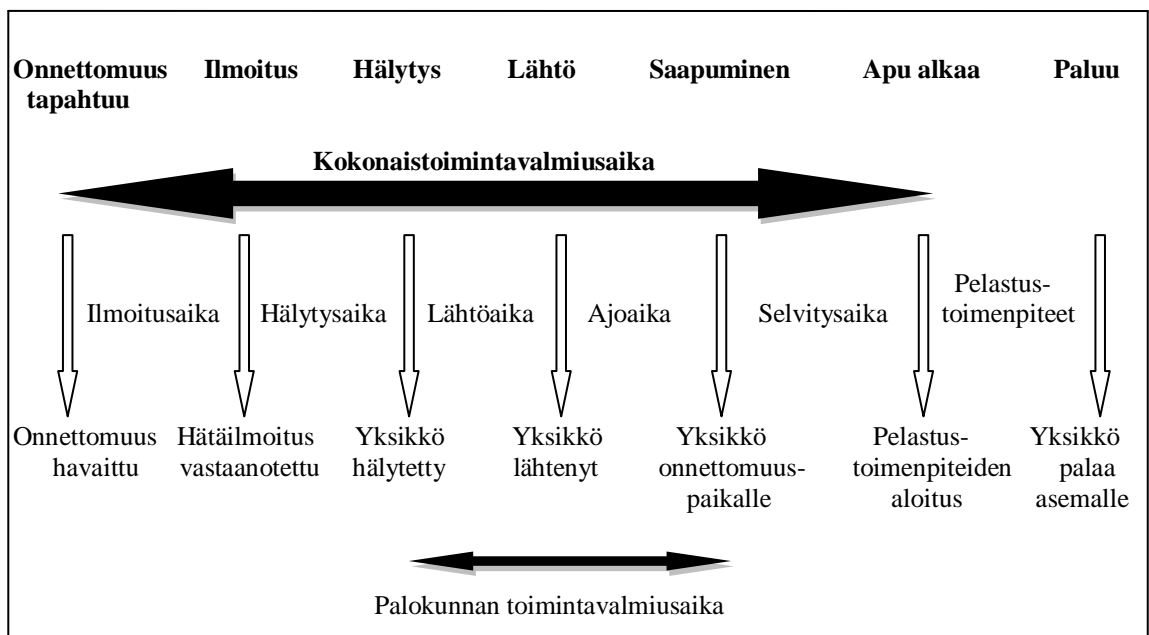 Onnettomuus Ilmoitus Hälytys Lähtö Saapuminen Apu alkaa Paluu
tapahtuu
Kokonaistoimintavalmiusaika
Pelastus-
Ilmoitusaika Hälytysaika Lähtöaika Ajoaika Selvitysaika toimenpiteet
Onnettomuus Hätäilmoitus Yksikkö Yksikkö Yksikkö Pelastus- Yksikkö
havaittu vastaanotettu hälytetty lähtenyt onnettomuus- toimenpiteiden palaa
paikalle aloitus asemalle
Palokunnan toimintavalmiusaika